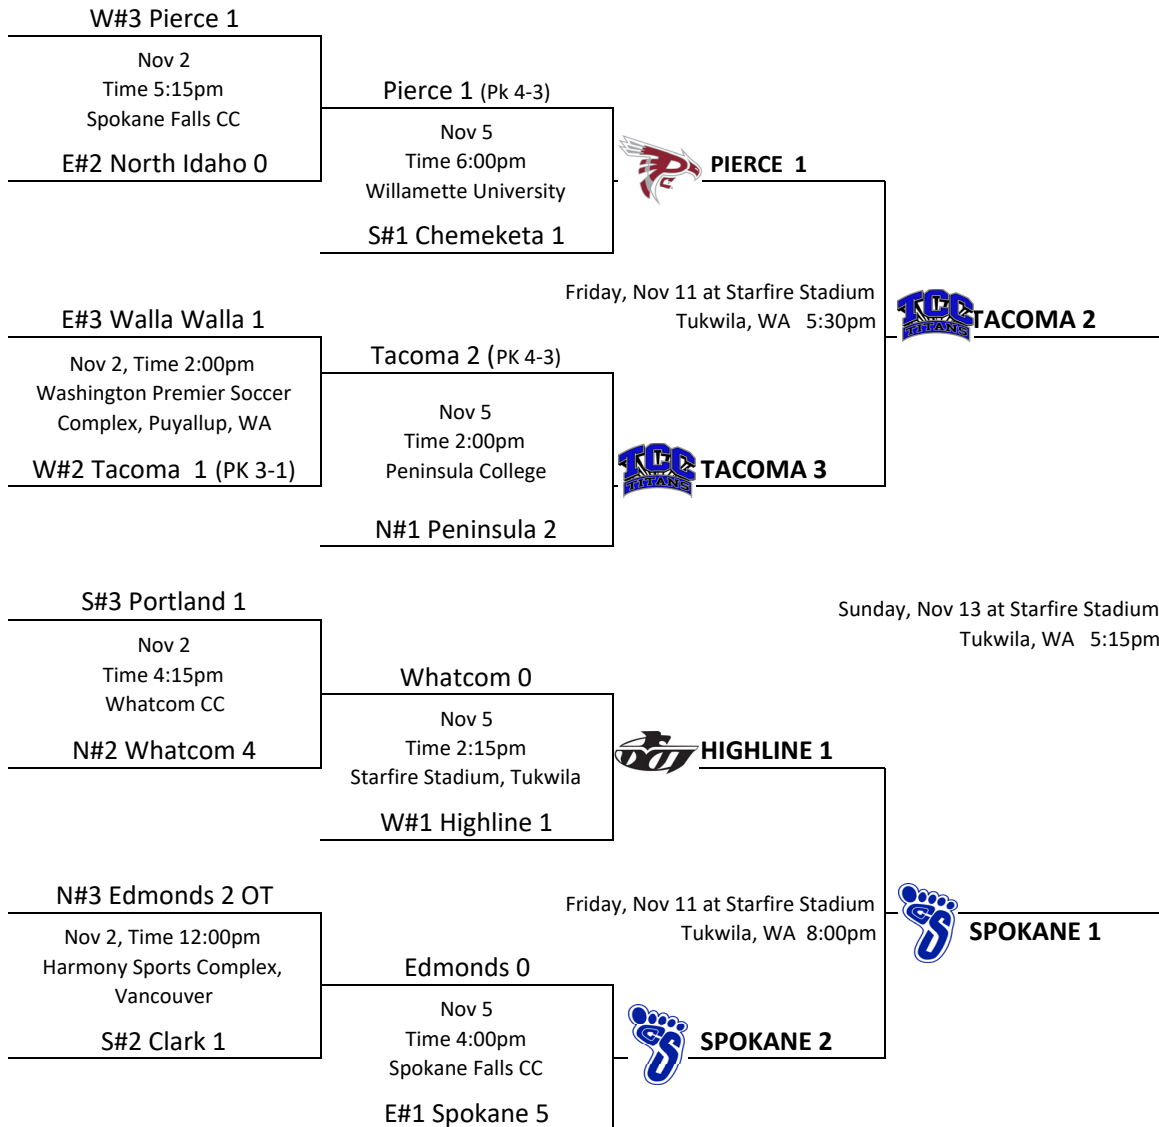 W#3 Pierce 1
Nov 2
Time 5:15pm
Spokane Falls CC
E#2 North Idaho 0
Pierce 1 (Pk 4-3)
Nov 5
Time 6:00pm
Willamette University
S#1 Chemeketa 1
PIERCE 1
E#3 Walla Walla 1
Nov 2, Time 2:00pm
Washington Premier Soccer
Complex, Puyallup, WA
W#2 Tacoma 1 (PK 3-1)
Tacoma 2 (PK 4-3)
Nov 5
Time 2:00pm
Peninsula College
N#1 Peninsula 2
TCC
TITANS
TACOMA 3
Friday, Nov 11 at Starfire Stadium
Tukwila, WA 5:30pm
TCC
TITANS
TACOMA 2
S#3 Portland 1
Nov 2
Time 4:15pm
Whatcom CC
N#2 Whatcom 4
Whatcom 0
Nov 5
Time 2:15pm
Starfire Stadium, Tukwila
W#1 Highline 1
HIGHLINE 1
Sunday, Nov 13 at Starfire Stadium
Tukwila, WA 5:15pm
N#3 Edmonds 2 OT
Nov 2, Time 12:00pm
Harmony Sports Complex,
Vancouver
S#2 Clark 1
Edmonds 0
Nov 5
Time 4:00pm
Spokane Falls CC
E#1 Spokane 5
CCS
SPOKANE 2
Friday, Nov 11 at Starfire Stadium
Tukwila, WA 8:00pm
CCS
SPOKANE 1